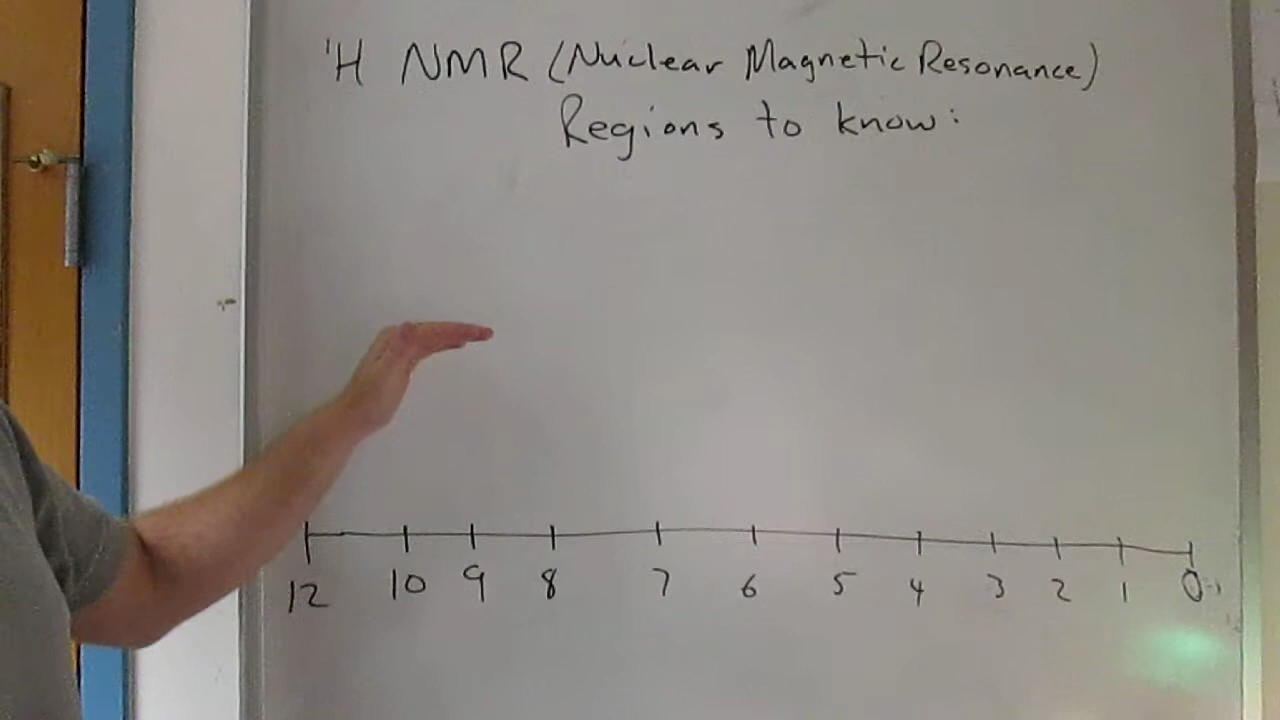 ¹H NMR (Nuclear Magnetic Resonance)
Regions to know:
12 10 9 8 7 6 5 4 3 2 1 0